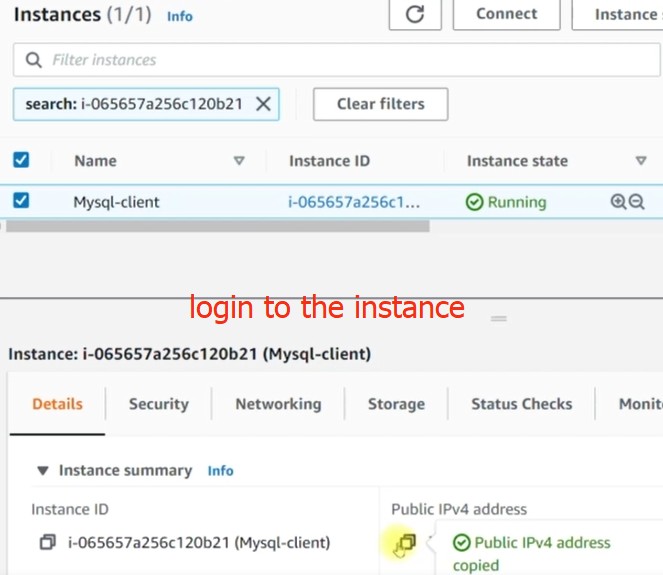 Instances (1/1) Info
Connect
Instance
Filter instances
search: i-065657a256c120b21
Clear filters
Name Instance ID Instance state
Mysql-client i-065657a256c1... Running
login to the instance
Instance: i-065657a256c120b21 (Mysql-client)
Details Security Networking Storage Status Checks
Instance summary Info
Instance ID Public IPv4 address
i-065657a256c120b21 (Mysql-client) Public IPv4 address
copied